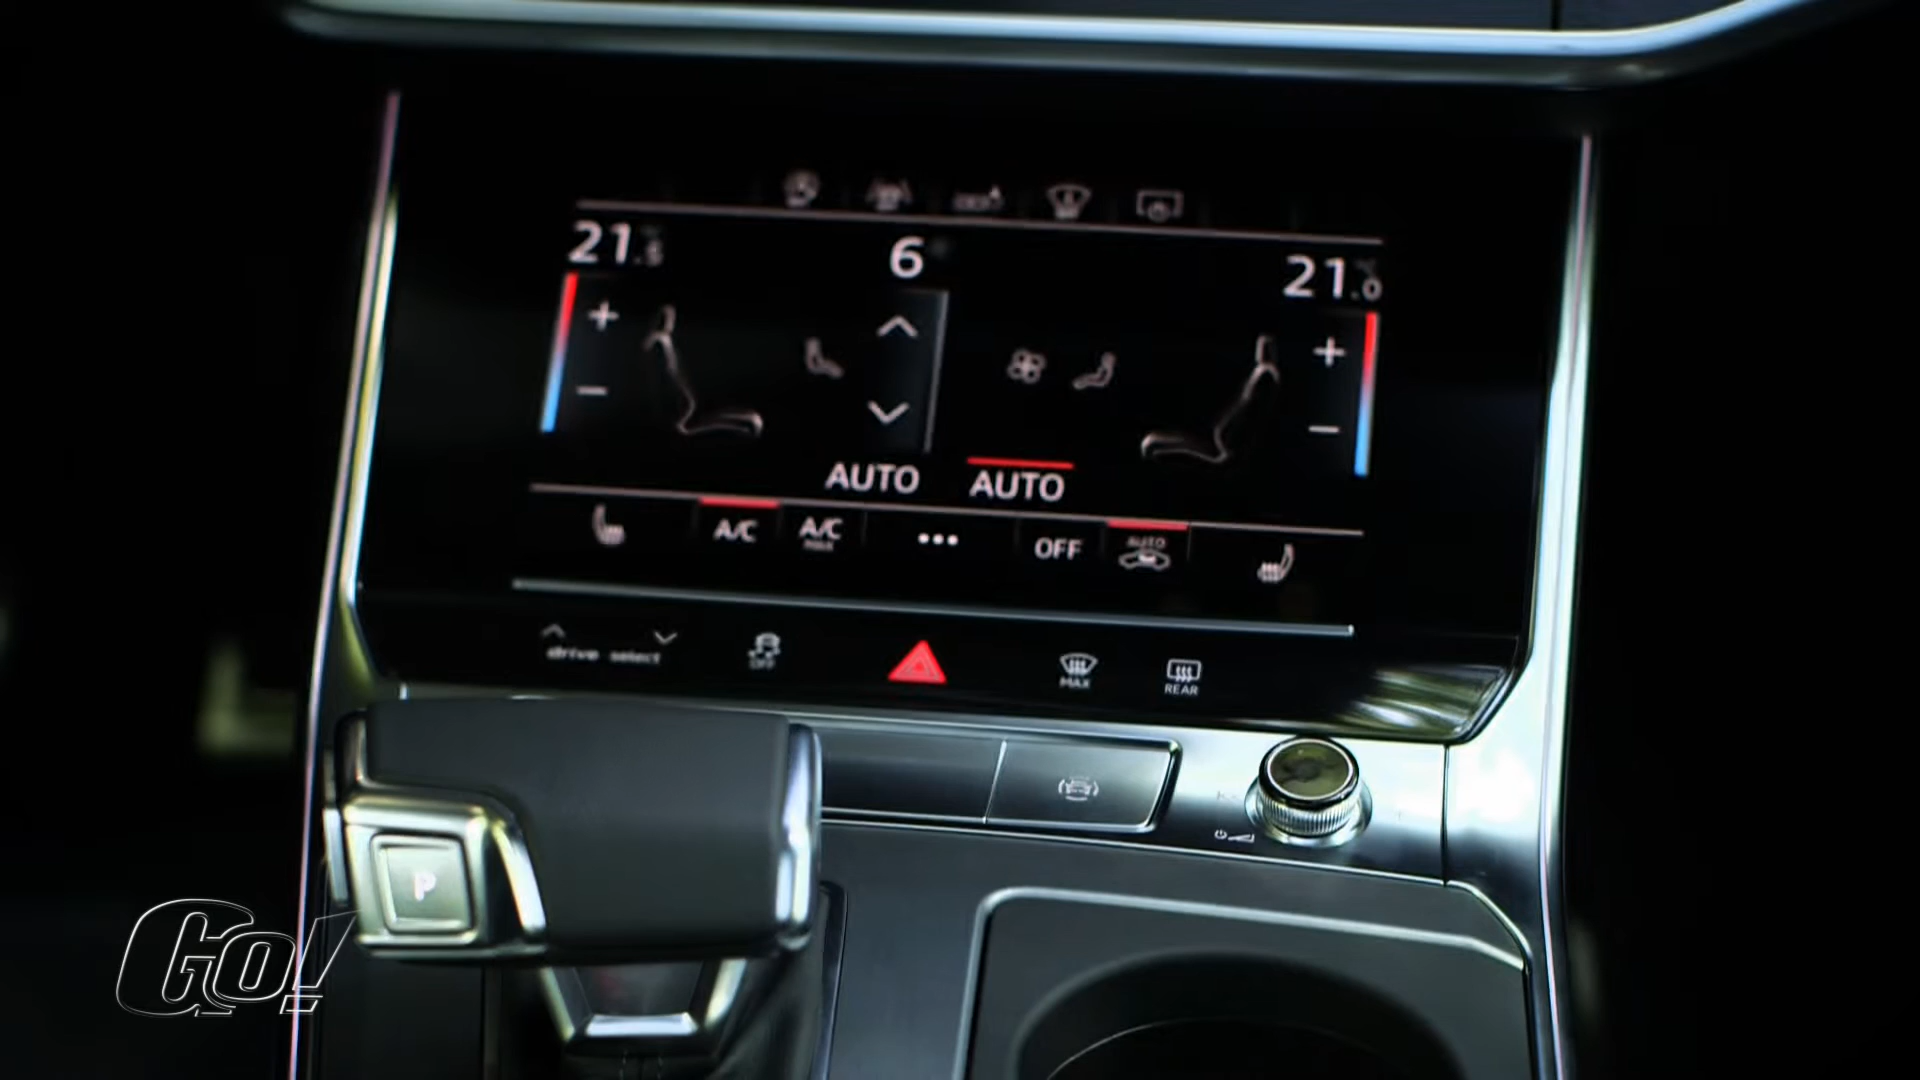 21.5
6
21.0
AUTO AUTO
A/C A/C MAX ••• OFF AUTO
drive select OFF MAX REAR
P
Go!